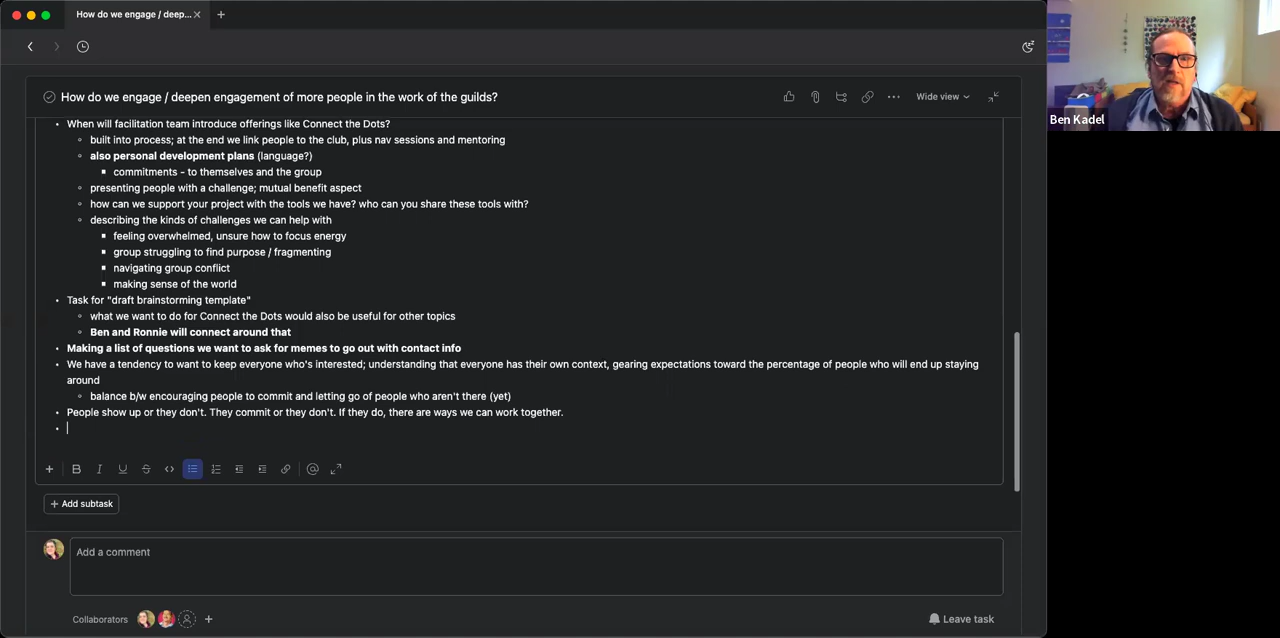 How do we engage / deep...
Ben Kadel
How do we engage / deepen engagement of more people in the work of the guilds?
Wide view
When will facilitation team introduce offerings like Connect the Dots?
built into process; at the end we link people to the club, plus nav sessions and mentoring
also personal development plans (language?)
commitments - to themselves and the group
presenting people with a challenge; mutual benefit aspect
how can we support your project with the tools we have? who can you share these tools with?
describing the kinds of challenges we can help with
feeling overwhelmed, unsure how to focus energy
group struggling to find purpose / fragmenting
navigating group conflict
making sense of the world
Task for "draft brainstorming template"
what we want to do for Connect the Dots would also be useful for other topics
Ben and Ronnie will connect around that
Making a list of questions we want to ask for memes to go out with contact info
We have a tendency to want to keep everyone who's interested; understanding that everyone has their own context, gearing expectations toward the percentage of people who will end up staying
around
balance b/w encouraging people to commit and letting go of people who aren't there (yet)
People show up or they don't. They commit or they don't. If they do, there are ways we can work together.
B I U S
Add subtask
Add a comment
Collaborators
Leave task